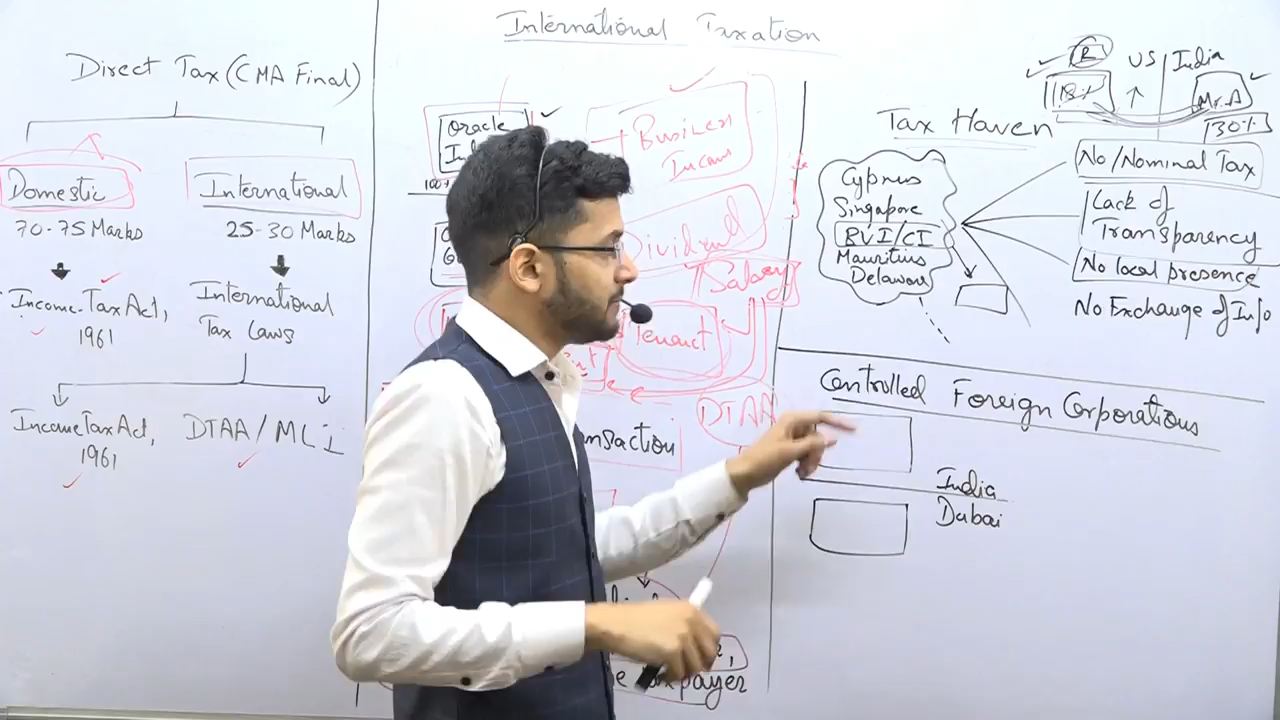 International Taxation
Direct Tax (CMA Final)
Domestic
International
70-75 Marks
25-30 Marks
Income-Tax Act,
1961
International
Tax Laws
Income Tax Act,
1961
DTAA / MLI
Oracle
Business
Income
Dividend
Salary
Tenant
DTAA
nsaction
taxpayer
R
US
India
18%
Mr. A
30%
Tax Haven
Cyprus
Singapore
BVI/CI
Mauritius
Delaware
No/Nominal Tax
Lack of
Transparency
No local presence
No Exchange of Info
Controlled Foreign Corporations
India
Dubai